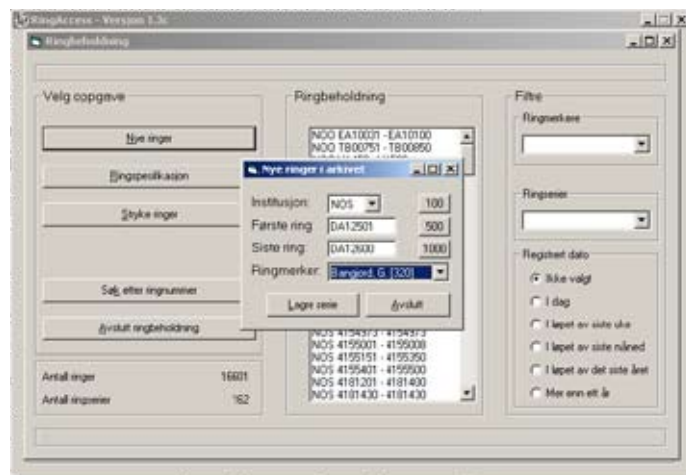 RingAccess - Version 1.3c
Ringbeholdning
Velg oppgave
Nye ringer
Ringspesifikasjon
Stryke ringer
Søk etter ringnummer
Avslutt ringbeholdning
Antall ringer 16601
Antall ringserier 162
Ringbeholdning
NOO EA10031 - EA10100
NOO TB00751 - TB00850
Nye ringer i arkivet
Institusjon: NOS 100
Første ring DA12501 500
Siste ring: DA12600 1000
Ringmerker: Bangjord, G. [320]
Lagre serie Avslutt
NOS 4155001 - 4155008
NOS 4155151 - 4155350
NOS 4155401 - 4155500
NOS 4181201 - 4181400
NOS 4181430 - 4181430
Filtre
Ringmerkere
Ringserier
Registrert dato
Ikke valgt
I dag
I løpet av siste uke
I løpet av siste måned
I løpet av det siste året
Mer enn ett år